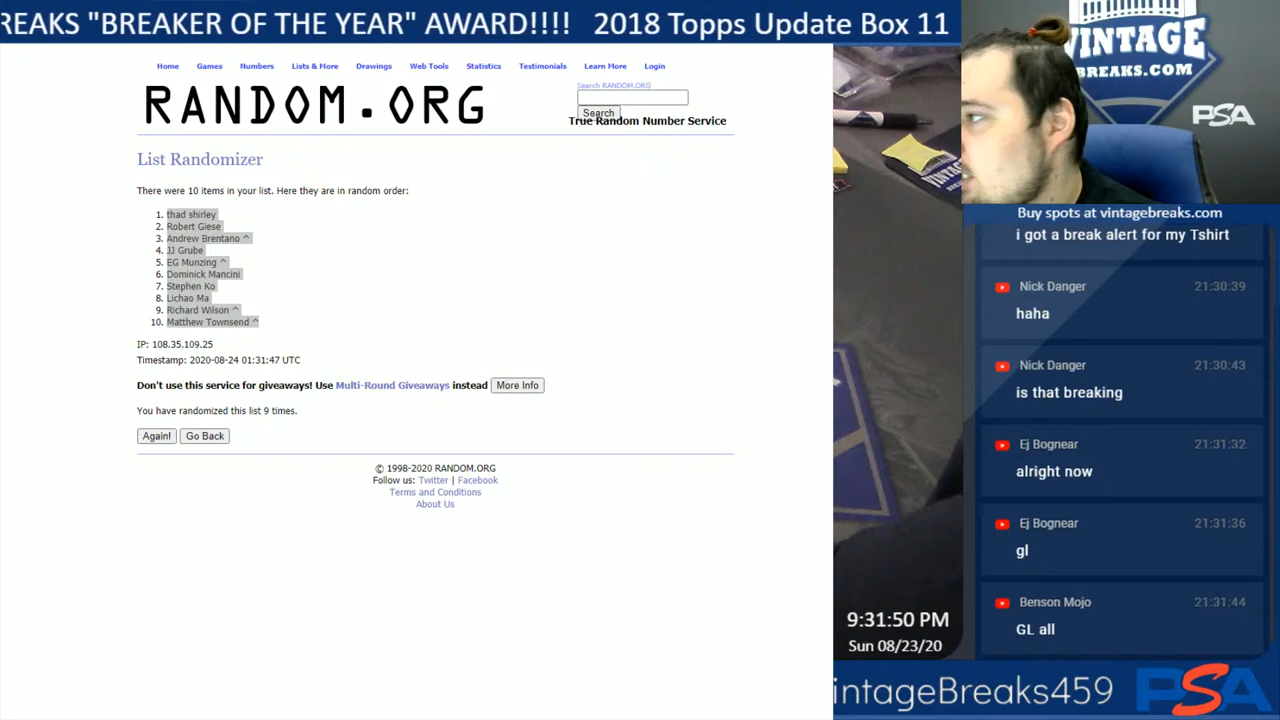 REAKS "BREAKER OF THE YEAR" AWARD!!!! 2018 Topps Update Box 11
Home Games Numbers Lists & More Drawings Web Tools Statistics Testimonials Learn More Login
RANDOM.ORG
Search RANDOM.ORG
Search
True Random Number Service
List Randomizer
There were 10 items in your list. Here they are in random order:
1. thad shirley
2. Robert Giese
3. Andrew Brentano ^
4. JJ Grube
5. EG Munzing ^
6. Dominick Mancini
7. Stephen Ko
8. Lichao Ma
9. Richard Wilson ^
10. Matthew Townsend ^
IP: 108.35.109.25
Timestamp: 2020-08-24 01:31:47 UTC
Don't use this service for giveaways! Use Multi-Round Giveaways instead More Info
You have randomized this list 9 times.
Again! Go Back
© 1998-2020 RANDOM.ORG
Follow us: Twitter | Facebook
Terms and Conditions
About Us
VINTAGE
BREAKS.COM
PSA
VINTAGE
Buy spots at vintagebreaks.com
i got a break alert for my Tshirt
Nick Danger 21:30:39
haha
Nick Danger 21:30:43
is that breaking
Ej Bognear 21:31:32
alright now
Ej Bognear 21:31:36
gl
Benson Mojo 21:31:44
GL all
9:31:50 PM
Sun 08/23/20
intageBreaks459
PSA